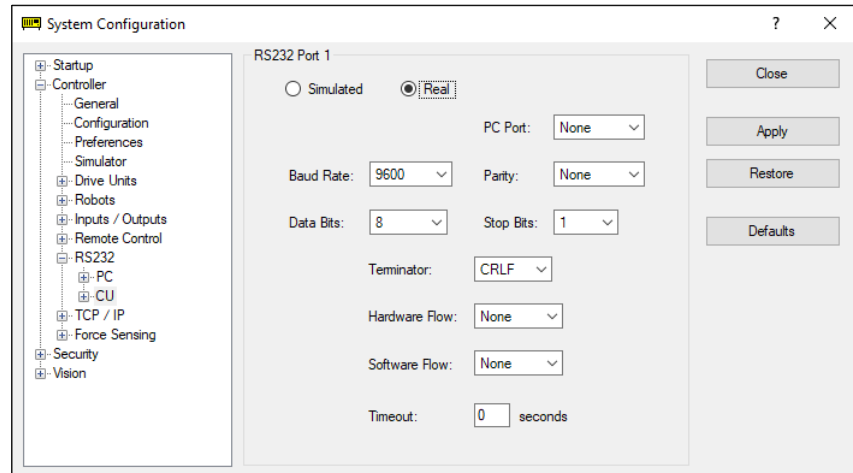 System Configuration
?
Startup
Controller
General
Configuration
Preferences
Simulator
Drive Units
Robots
Inputs / Outputs
Remote Control
RS232
PC
CU
TCP / IP
Force Sensing
Security
Vision
RS232 Port 1
Simulated Real
PC Port: None
Baud Rate: 9600 Parity: None
Data Bits: 8 Stop Bits: 1
Terminator: CRLF
Hardware Flow: None
Software Flow: None
Timeout: 0 seconds
Close
Apply
Restore
Defaults